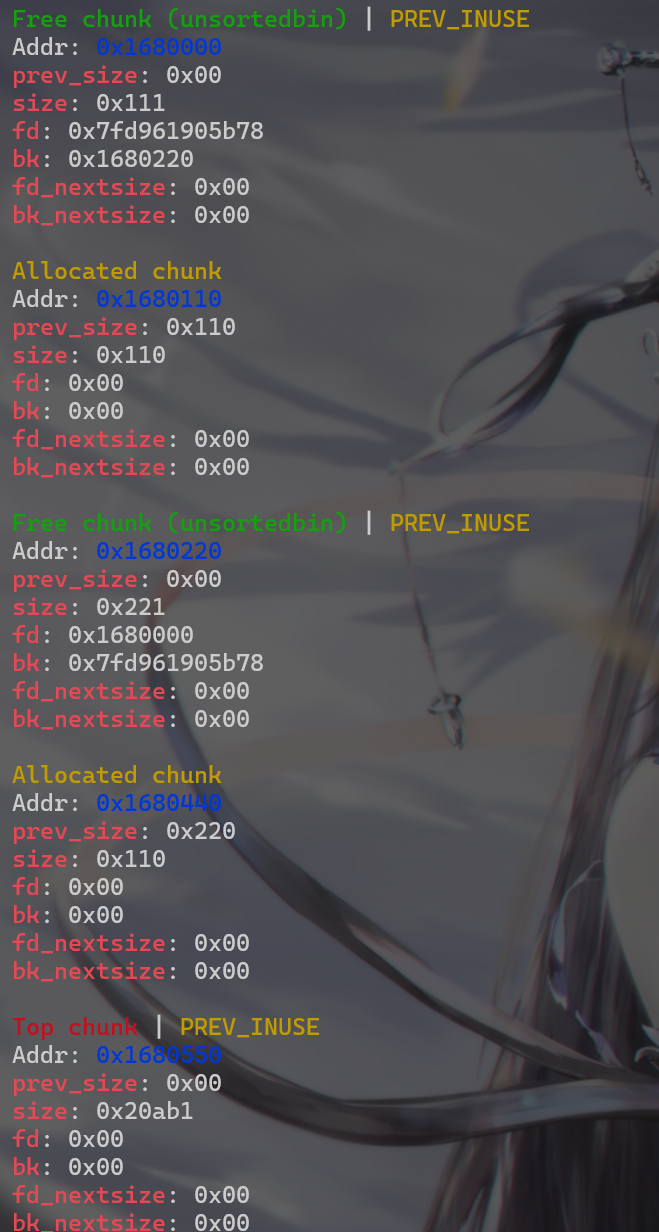 Free chunk (unsortedbin) | PREV_INUSE
Addr: 0x1680000
prev_size: 0x00
size: 0x111
fd: 0x7fd961905b78
bk: 0x1680220
fd_nextsize: 0x00
bk_nextsize: 0x00
Allocated chunk
Addr: 0x1680110
prev_size: 0x110
size: 0x110
fd: 0x00
bk: 0x00
fd_nextsize: 0x00
bk_nextsize: 0x00
Free chunk (unsortedbin) | PREV_INUSE
Addr: 0x1680220
prev_size: 0x00
size: 0x221
fd: 0x1680000
bk: 0x7fd961905b78
fd_nextsize: 0x00
bk_nextsize: 0x00
Allocated chunk
Addr: 0x1680440
prev_size: 0x220
size: 0x110
fd: 0x00
bk: 0x00
fd_nextsize: 0x00
bk_nextsize: 0x00
Top chunk | PREV_INUSE
Addr: 0x1680550
prev_size: 0x00
size: 0x20ab1
fd: 0x00
bk: 0x00
fd_nextsize: 0x00
bk_nextsize: 0x00